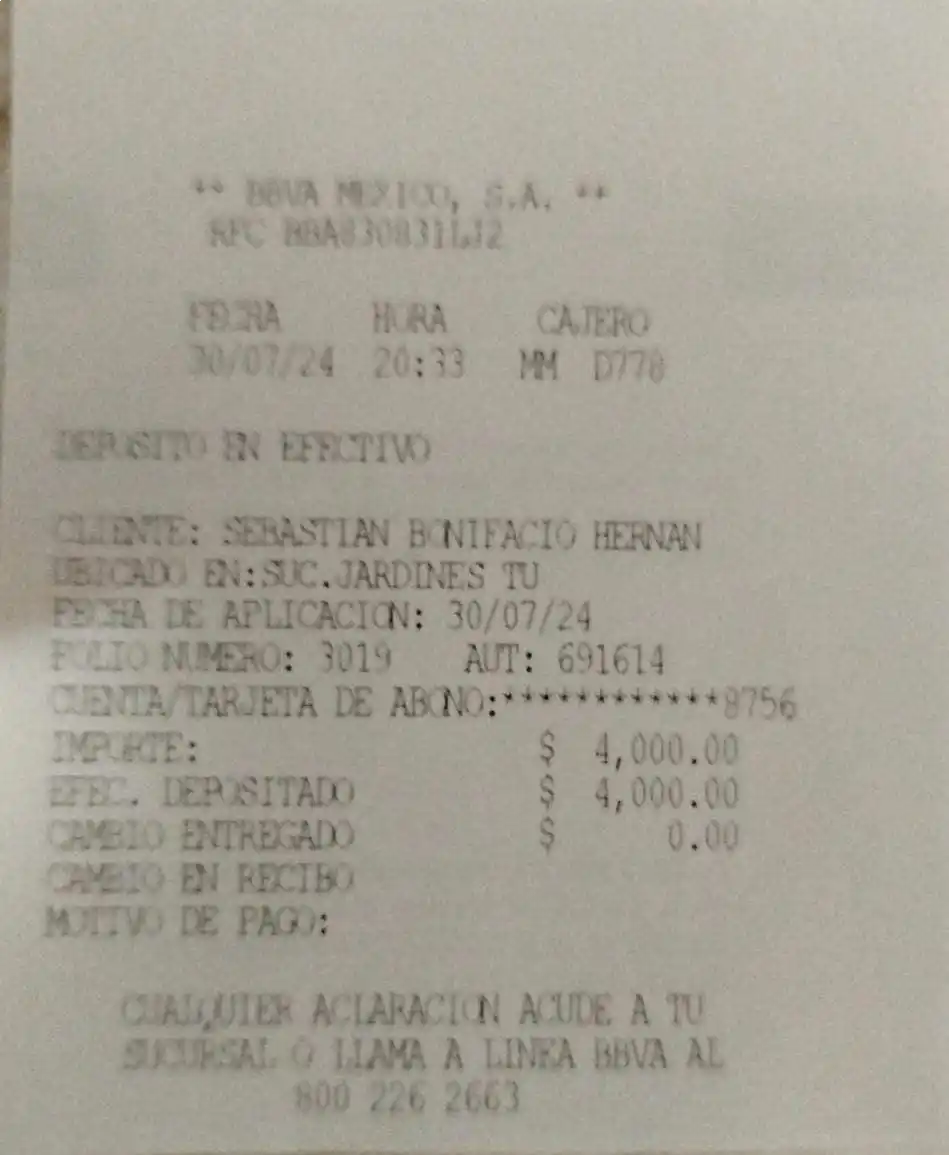 ** BBVA MEXICO, S.A. **
RFC BBA830831LJ2
FECHA HORA CAJERO
30/07/24 20:33 MM D778
DEPOSITO EN EFECTIVO
CLIENTE: SEBASTIAN BONIFACIO HERNAN
UBICADO EN:SUC.JARDINES TU
FECHA DE APLICACION: 30/07/24
FOLIO NUMERO: 3019 AUT: 691614
CUENTA/TARJETA DE ABONO:************8756
IMPORTE: $ 4,000.00
EFEC. DEPOSITADO $ 4,000.00
CAMBIO ENTREGADO $ 0.00
CAMBIO EN RECIBO
MOTIVO DE PAGO:
CUALQUIER ACLARACION ACUDE A TU
SUCURSAL O LLAMA A LINEA BBVA AL
800 226 2663